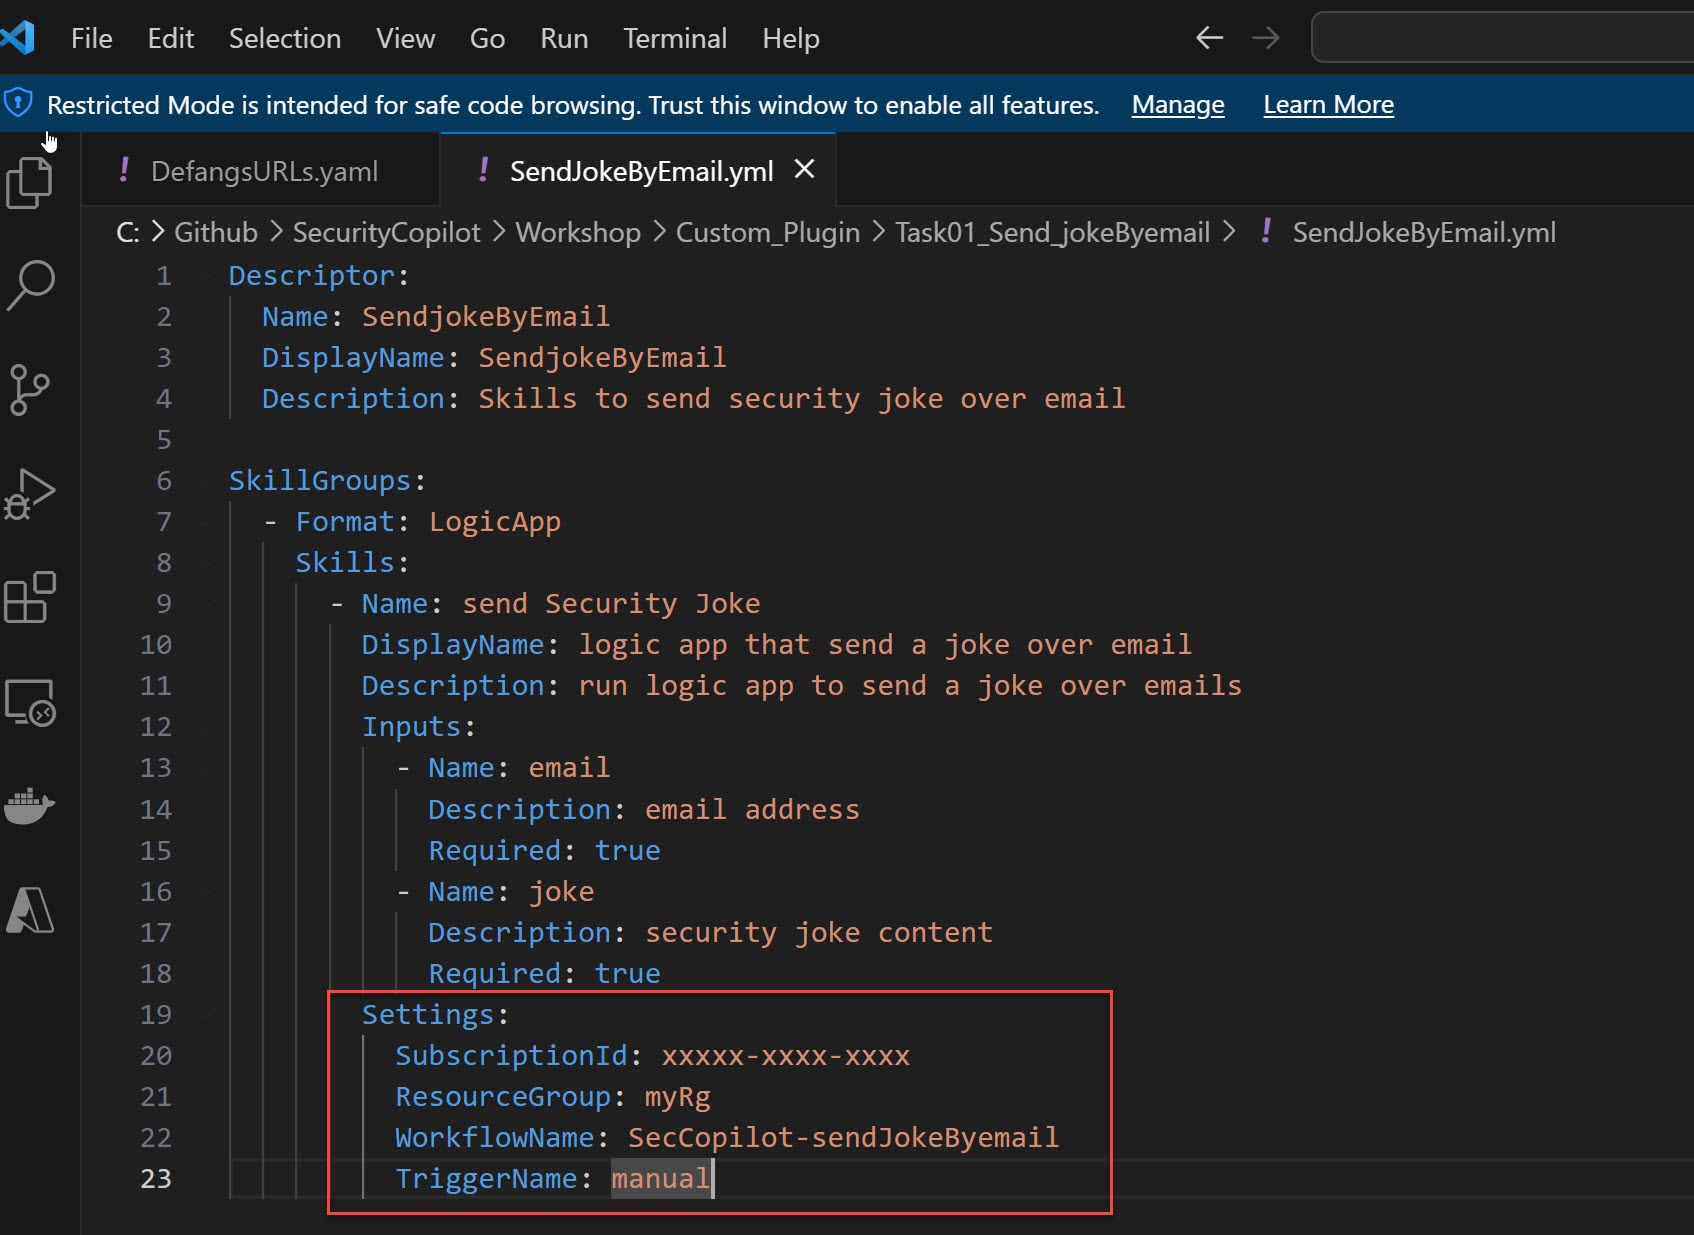 File Edit Selection View Go Run Terminal Help
Restricted Mode is intended for safe code browsing. Trust this window to enable all features. Manage Learn More
! DefangsURLs.yaml ! SendJokeByEmail.yml
C: > Github > SecurityCopilot > Workshop > Custom_Plugin > Task01_Send_jokeByemail > ! SendJokeByEmail.yml
1 Descriptor:
2 Name: SendjokeByEmail
3 DisplayName: SendjokeByEmail
4 Description: Skills to send security joke over email
5
6 SkillGroups:
7 - Format: LogicApp
8 Skills:
9 - Name: send Security Joke
10 DisplayName: logic app that send a joke over email
11 Description: run logic app to send a joke over emails
12 Inputs:
13 - Name: email
14 Description: email address
15 Required: true
16 - Name: joke
17 Description: security joke content
18 Required: true
19 Settings:
20 SubscriptionId: xxxxx-xxxx-xxxx
21 ResourceGroup: myRg
22 WorkflowName: SecCopilot-sendJokeByemail
23 TriggerName: manual